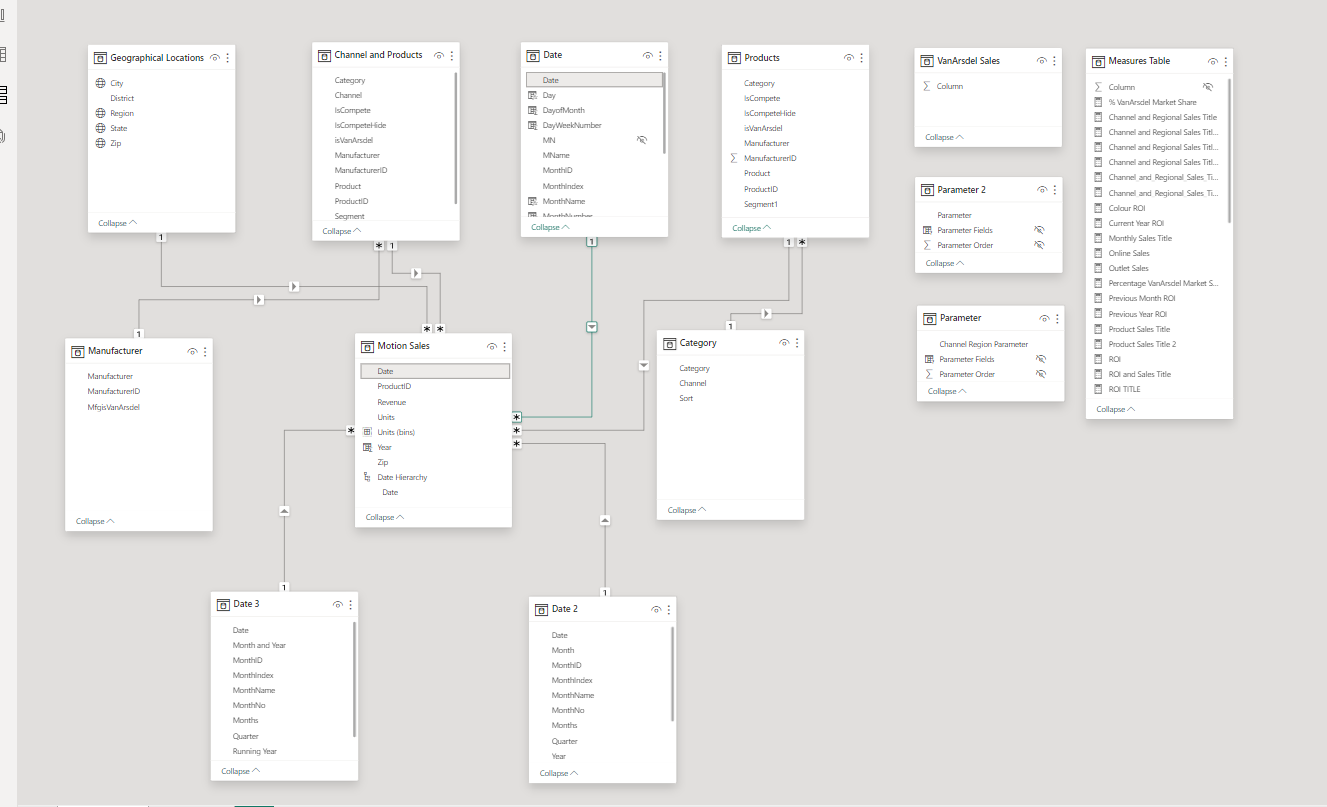 Geographical Locations
City
District
Region
State
Zip
Collapse
1
Channel and Products
Category
Channel
IsCompete
IsCompeteHide
isVanArsdel
Manufacturer
ManufacturerID
Product
ProductID
Segment
Collapse
*
1
Date
Date
Day
DayofMonth
DayWeekNumber
MN
MName
MonthID
MonthIndex
MonthName
MonthNumber
Collapse
1
Products
Category
IsCompete
IsCompeteHide
isVanArsdel
Manufacturer
ManufacturerID
Product
ProductID
Segment1
Collapse
1
*
VanArsdel Sales
Column
Collapse
Parameter 2
Parameter
Parameter Fields
Parameter Order
Collapse
Parameter
Channel Region Parameter
Parameter Fields
Parameter Order
Collapse
Measures Table
Column
% VanArsdel Market Share
Channel and Regional Sales Title
Channel and Regional Sales Titl...
Channel and Regional Sales Titl...
Channel and Regional Sales Titl...
Channel_and_Regional_Sales_Ti...
Channel_and_Regional_Sales_Ti...
Colour ROI
Current Year ROI
Monthly Sales Title
Online Sales
Outlet Sales
Percentage VanArsdel Market S...
Previous Month ROI
Previous Year ROI
Product Sales Title
Product Sales Title 2
ROI
ROI and Sales Title
ROI TITLE
Collapse
1
Manufacturer
Manufacturer
ManufacturerID
MfgisVanArsdel
Collapse
*
*
Motion Sales
Date
ProductID
Revenue
Units
Units (bins)
Year
Zip
Date Hierarchy
Date
Collapse
*
*
*
*
1
Category
Category
Channel
Sort
Collapse
1
Date 3
Date
Month and Year
MonthID
MonthIndex
MonthName
MonthNo
Months
Quarter
Running Year
Collapse
1
Date 2
Date
Month
MonthID
MonthIndex
MonthName
MonthNo
Months
Quarter
Year
Collapse